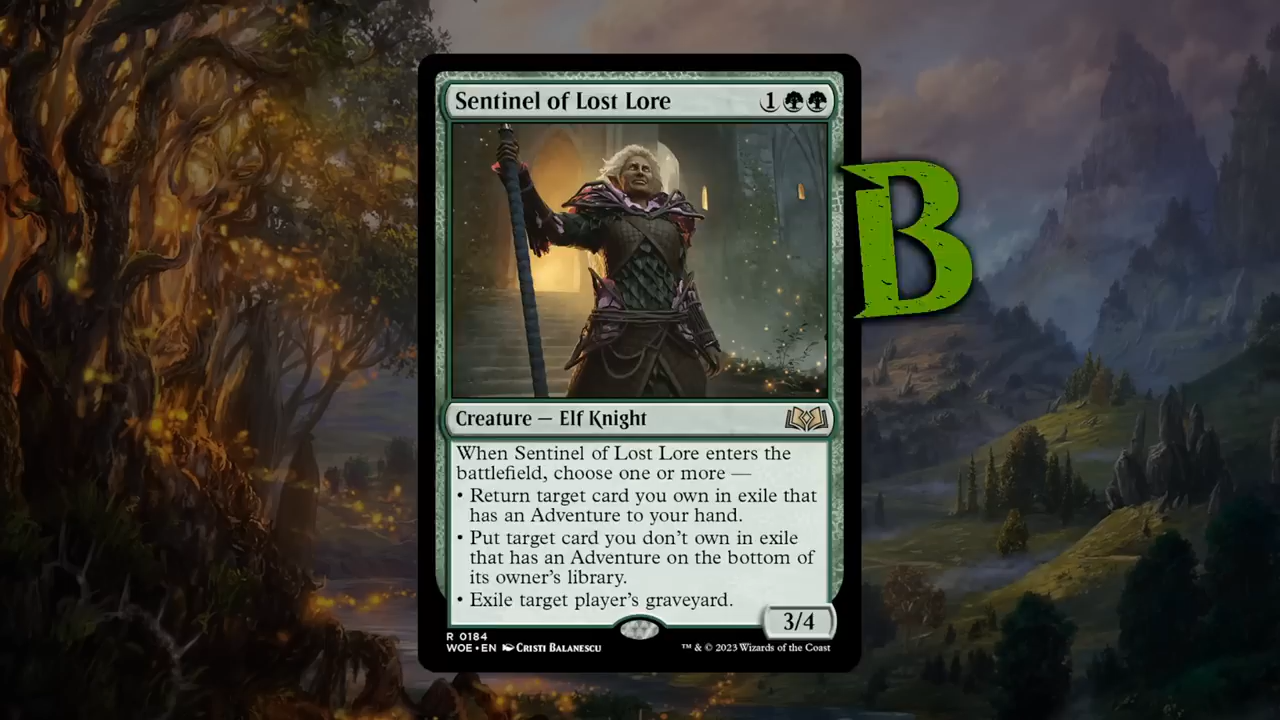 Sentinel of Lost Lore 1
B
Creature — Elf Knight
When Sentinel of Lost Lore enters the
battlefield, choose one or more —
• Return target card you own in exile that
has an Adventure to your hand.
• Put target card you don't own in exile
that has an Adventure on the bottom of
its owner's library.
• Exile target player's graveyard.
3/4
R 0184
WOE • EN Cristi Balanescu
™ & © 2023 Wizards of the Coast